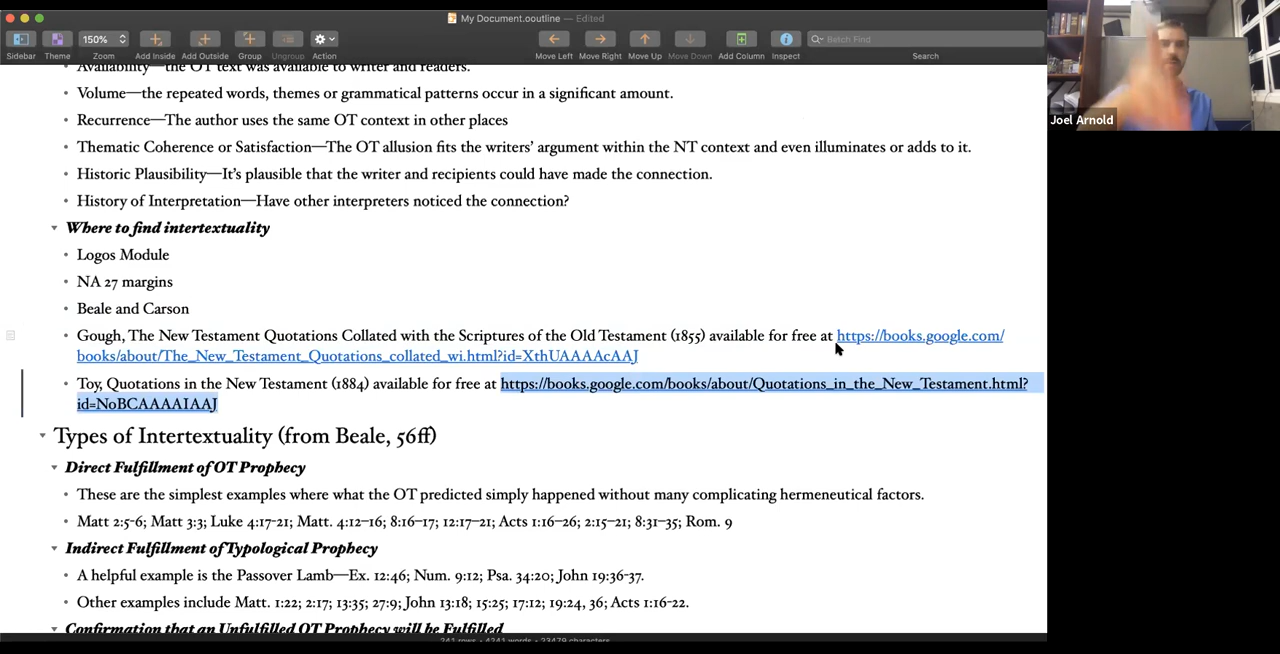 My Document.ooutline — Edited
150%
Sidebar Theme Zoom Add Inside Add Outside Group Ungroup Action Move Left Move Right Move Up Move Down Add Column Inspect Search
Batch Find
Availability—the OT text was available to writer and readers.
• Volume—the repeated words, themes or grammatical patterns occur in a significant amount.
• Recurrence—The author uses the same OT context in other places
• Thematic Coherence or Satisfaction—The OT allusion fits the writers’ argument within the NT context and even illuminates or adds to it.
• Historic Plausibility—It’s plausible that the writer and recipients could have made the connection.
• History of Interpretation—Have other interpreters noticed the connection?
Where to find intertextuality
• Logos Module
• NA 27 margins
• Beale and Carson
• Gough, The New Testament Quotations Collated with the Scriptures of the Old Testament (1855) available for free at https://books.google.com/
books/about/The_New_Testament_Quotations_collated_wi.html?id=XthUAAAAcAAJ
• Toy, Quotations in the New Testament (1884) available for free at https://books.google.com/books/about/Quotations_in_the_New_Testament.html?
id=NoBCAAAAIAAJ
Types of Intertextuality (from Beale, 56ff)
Direct Fulfillment of OT Prophecy
• These are the simplest examples where what the OT predicted simply happened without many complicating hermeneutical factors.
• Matt 2:5-6; Matt 3:3; Luke 4:17-21; Matt. 4:12–16; 8:16–17; 12:17–21; Acts 1:16–26; 2:15–21; 8:31–35; Rom. 9
Indirect Fulfillment of Typological Prophecy
• A helpful example is the Passover Lamb—Ex. 12:46; Num. 9:12; Psa. 34:20; John 19:36-37.
• Other examples include Matt. 1:22; 2:17; 13:35; 27:9; John 13:18; 15:25; 17:12; 19:24, 36; Acts 1:16-22.
Confirmation that an Unfulfilled OT Prophecy will be Fulfilled
241 rows • 4341 words • 23479 characters
Joel Arnold